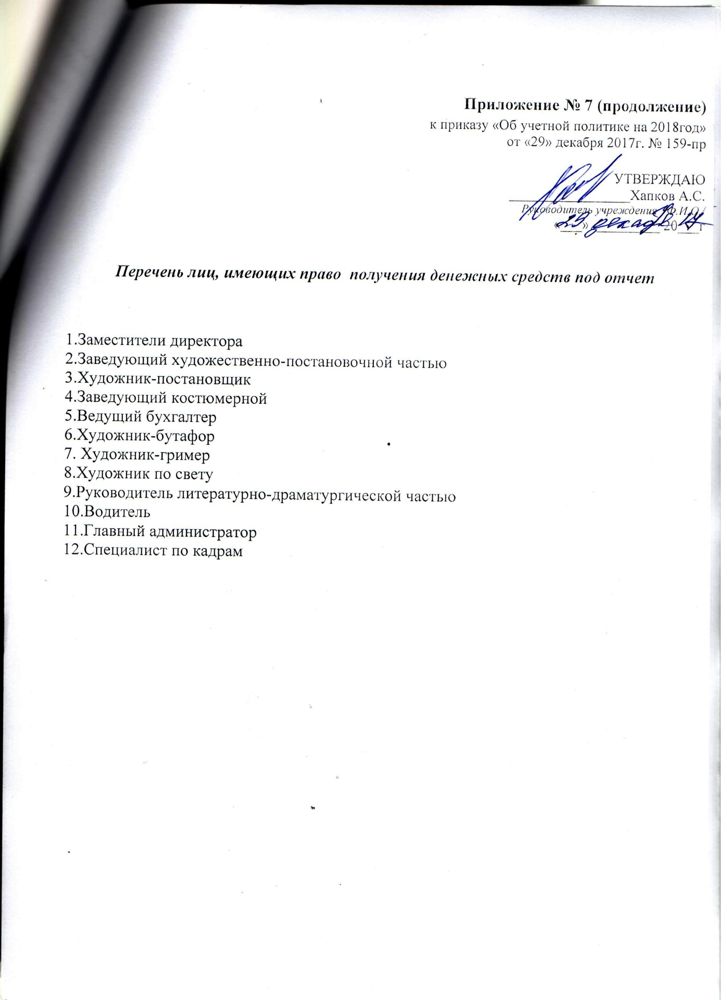 Приложение № 7 (продолжение)
к приказу «Об учетной политике на 2018год»
от «29» декабря 2017г. № 159-пр
УТВЕРЖДАЮ
____________________Хапков А.С.
Руководитель учреждения /Ф.И.О/
«29» декабря 2017г
Перечень лиц, имеющих право получения денежных средств под отчет
1.Заместители директора
2.Заведующий художественно-постановочной частью
3.Художник-постановщик
4.Заведующий костюмерной
5.Ведущий бухгалтер
6.Художник-бутафор
7. Художник-гример
8.Художник по свету
9.Руководитель литературно-драматургической частью
10.Водитель
11.Главный администратор
12.Специалист по кадрам